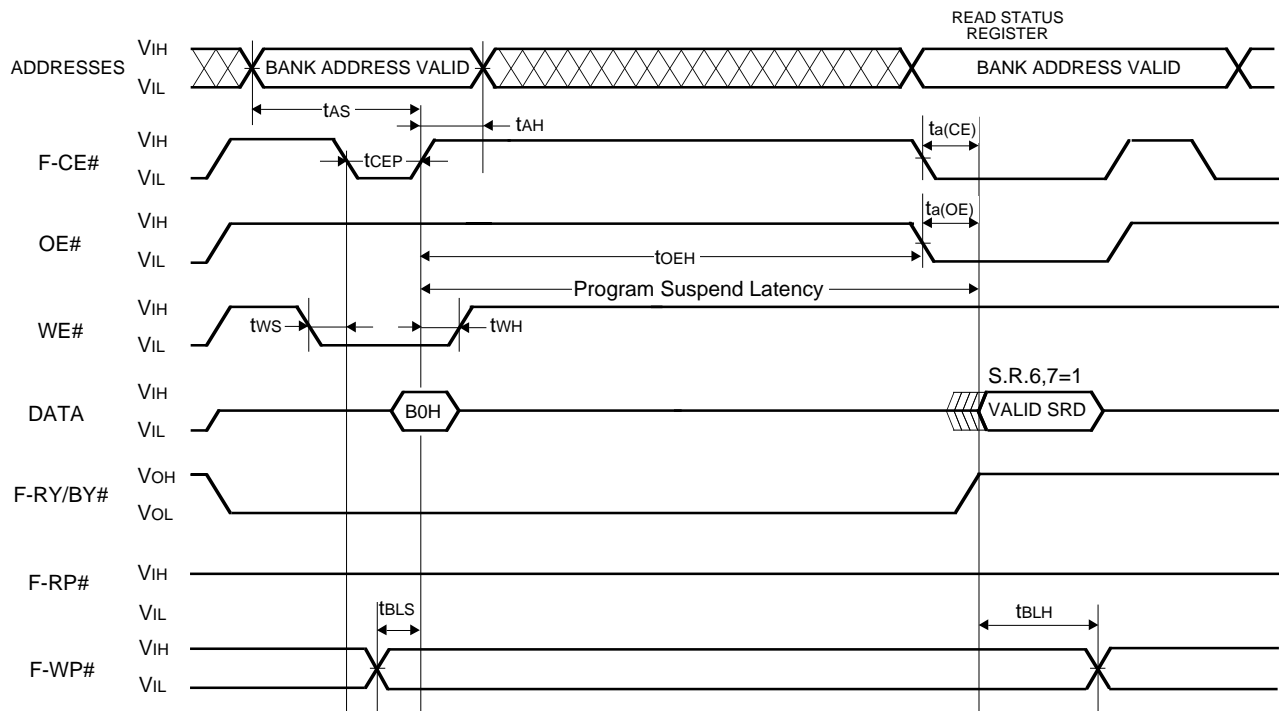 READ STATUS
REGISTER
ADDRESSES
VIH
VIL
BANK ADDRESS VALID
BANK ADDRESS VALID
tAS
tAH
F-CE#
VIH
VIL
tCEP
ta(CE)
OE#
VIH
VIL
ta(OE)
tOEH
Program Suspend Latency
WE#
VIH
VIL
tWS
tWH
DATA
VIH
VIL
B0H
S.R.6,7=1
VALID SRD
F-RY/BY#
VOH
VOL
F-RP#
VIH
VIL
tBLS
tBLH
F-WP#
VIH
VIL